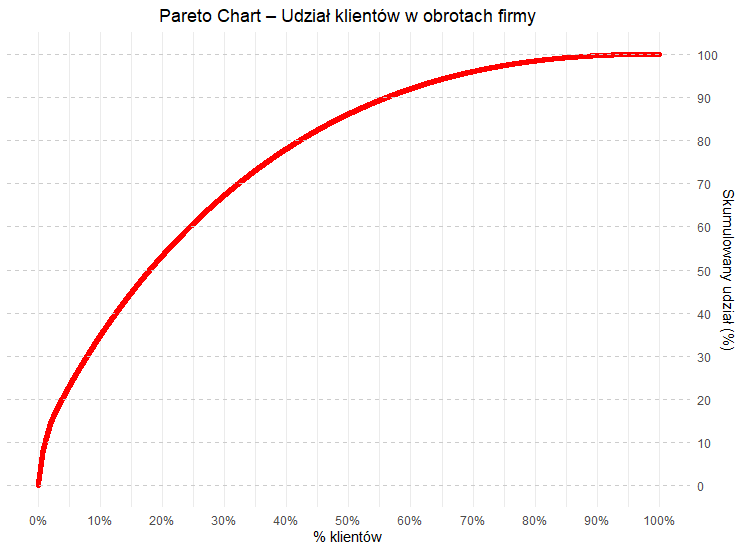 Pareto Chart – Udział klientów w obrotach firmy
100
90
80
70
60
50
40
30
20
10
0
Skumulowany udział (%)
0% 10% 20% 30% 40% 50% 60% 70% 80% 90% 100%
% klientów